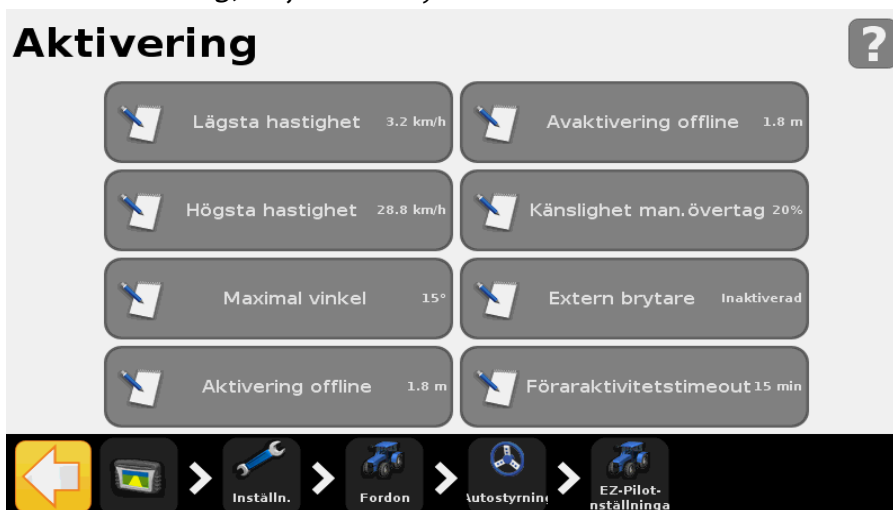 Aktivering
?
Lägsta hastighet 3.2 km/h
Avaktivering offline 1.8 m
Högsta hastighet 28.8 km/h
Känslighet man.övertag 20%
Maximal vinkel 15°
Extern brytare Inaktiverad
Aktivering offline 1.8 m
Föraraktivitetstimeout 15 min
Inställn.
Fordon
Autostyrning
EZ-Pilot-
nställninga